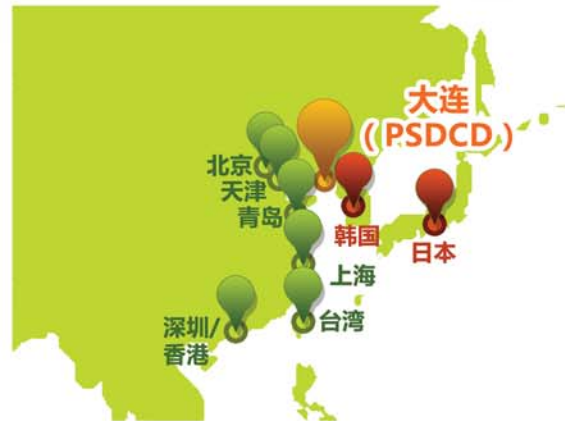 大连
（PSDCD）
北京
天津
青岛
韩国
日本
上海
台湾
深圳/
香港